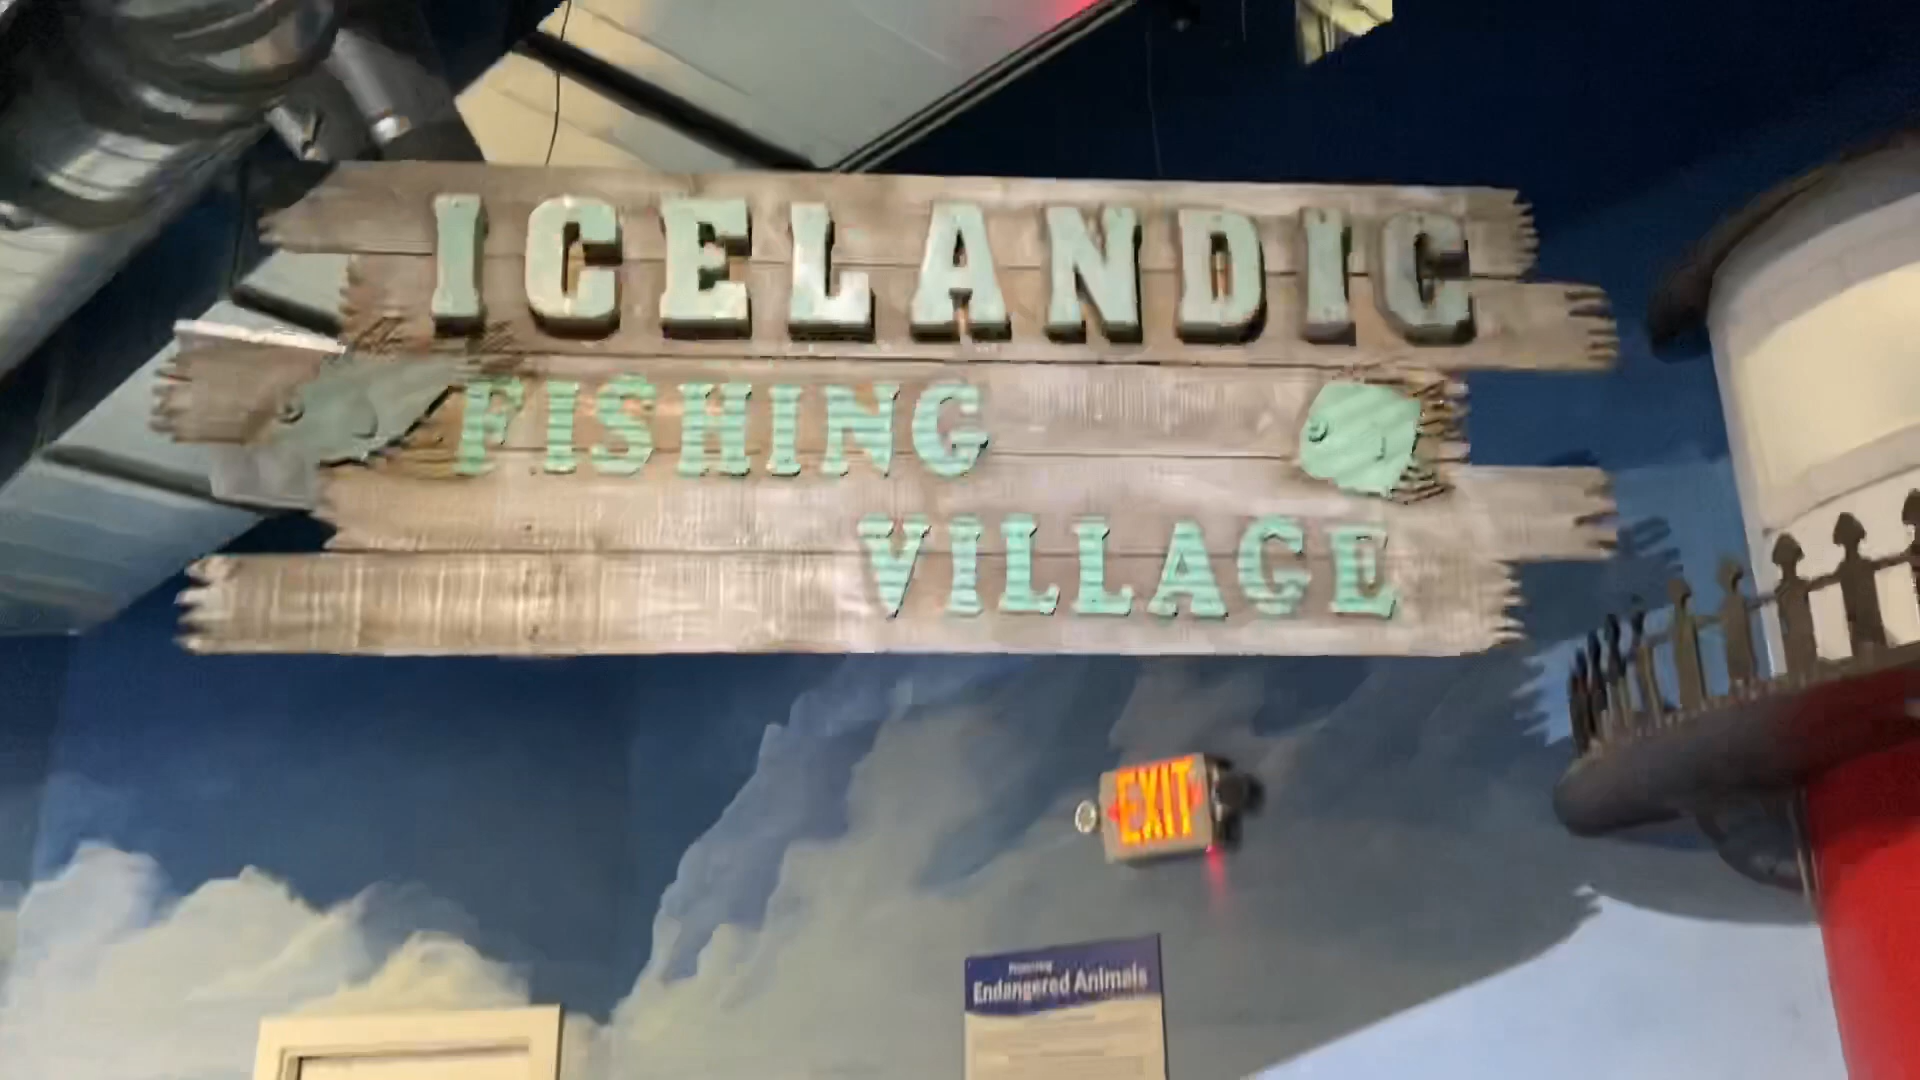 ICELANDIC
FISHING
VILLAGE
EXIT
Endangered Animals